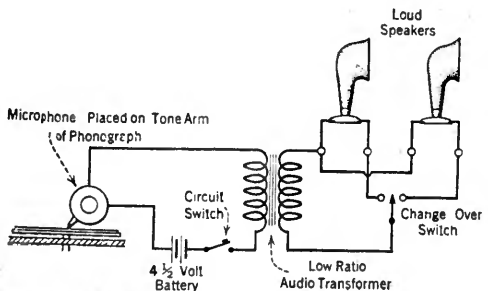 Loud
Speakers
Microphone Placed on Tone Arm
of Phonograph
Circuit
Switch
Change Over
Switch
4 ½ Volt
Battery
Low Ratio
Audio Transformer